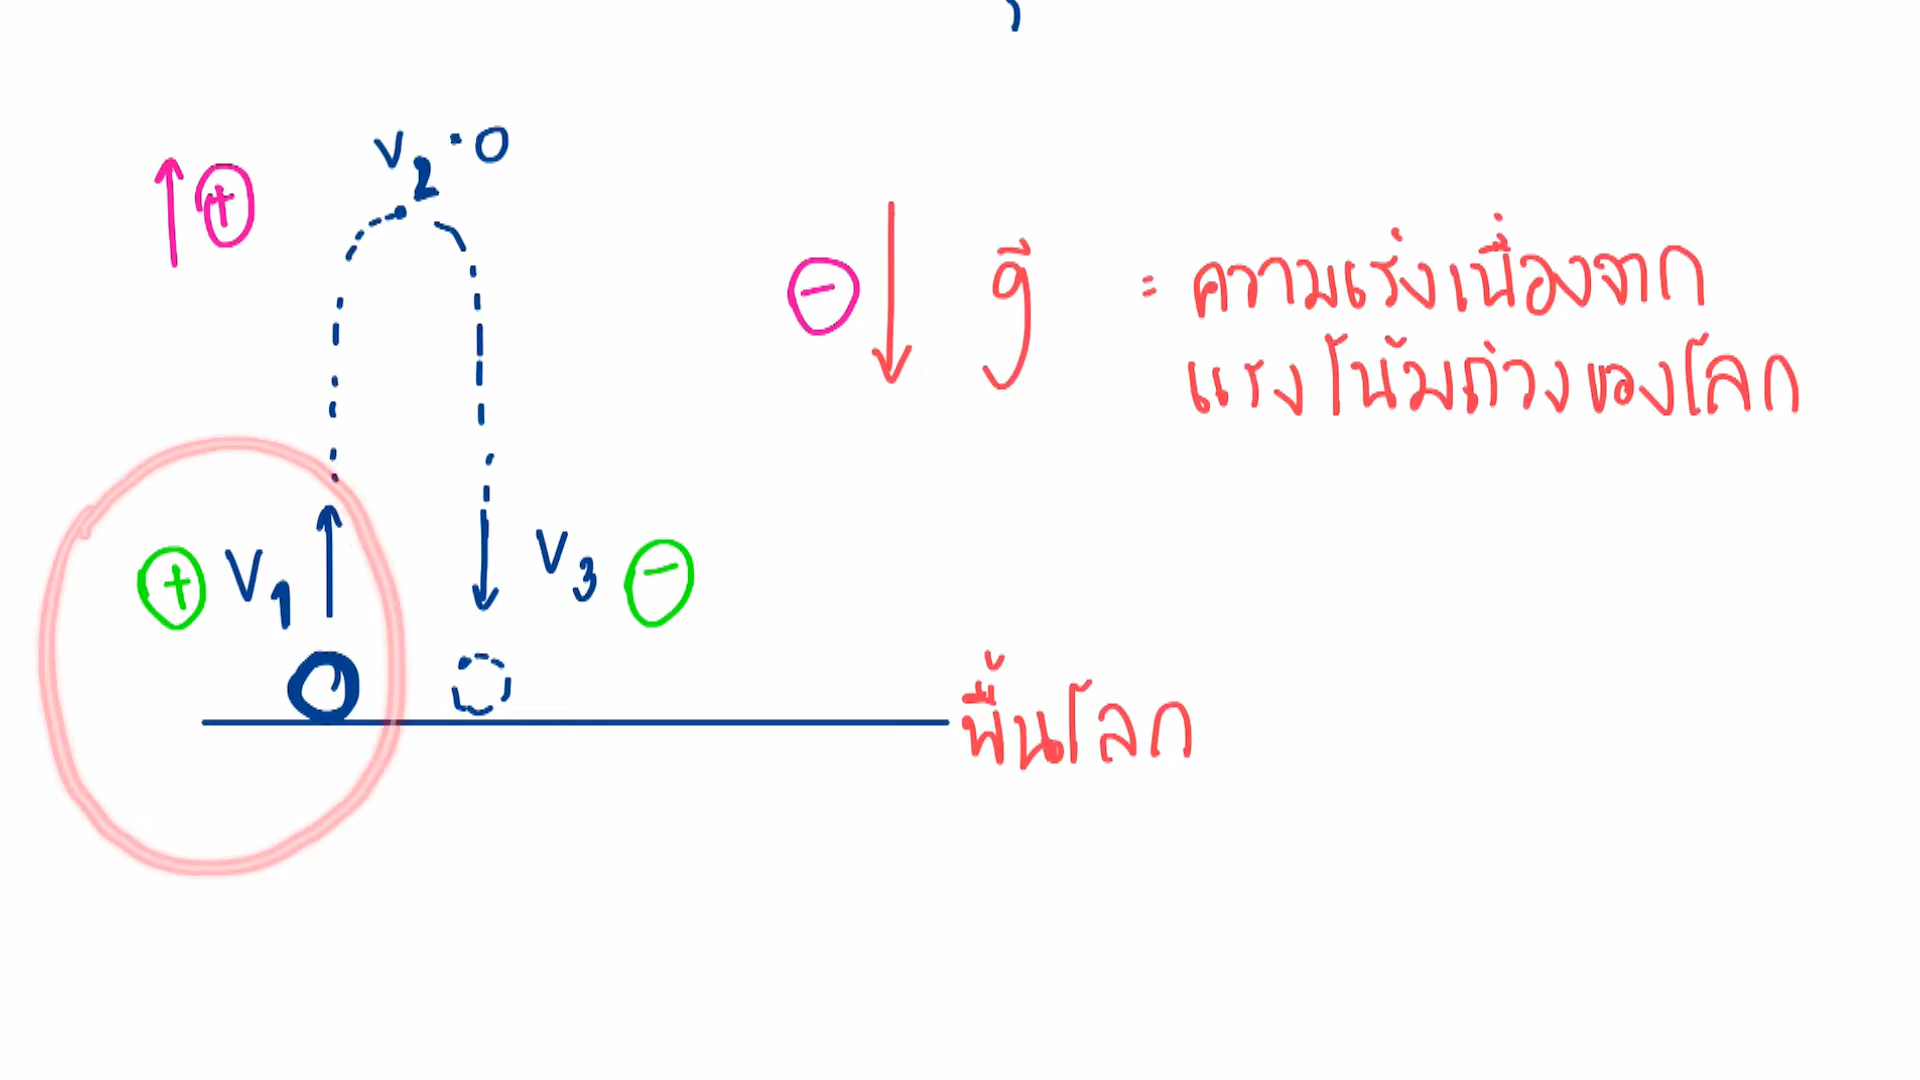 V2 = 0
+
- g = ความเร่งเนื่องจาก
แรงโน้มถ่วงของโลก
+ V1
V3 -
พื้นโลก